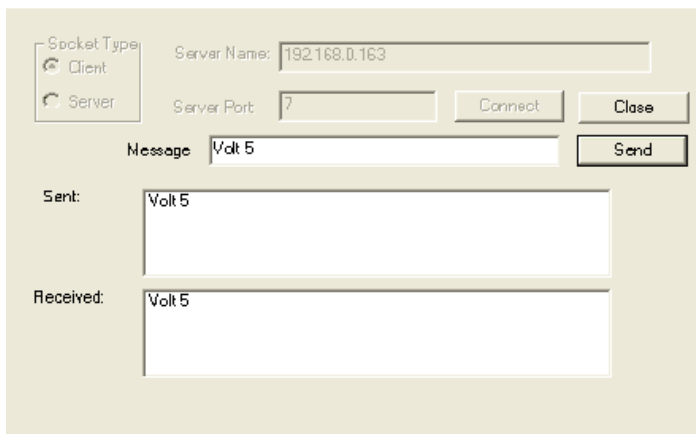 Socket Type
Client
Server
Server Name: 192.168.0.163
Server Port: 7 Connect Close
Message Volt 5 Send
Sent: Volt 5
Received: Volt 5